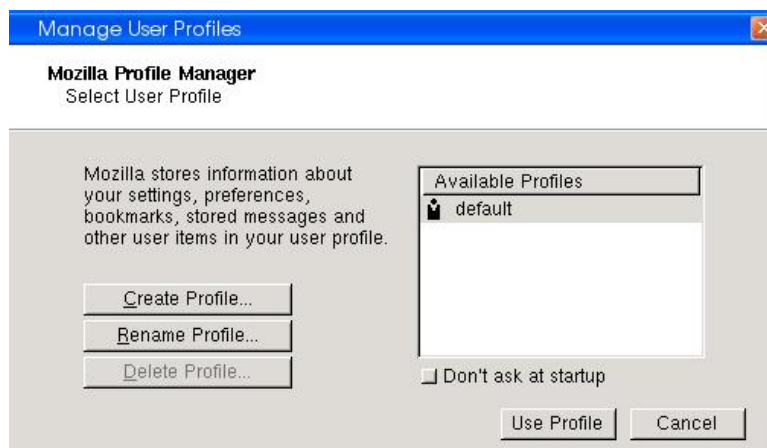 Manage User Profiles
Mozilla Profile Manager
Select User Profile
Mozilla stores information about
your settings, preferences,
bookmarks, stored messages and
other user items in your user profile.
Create Profile...
Rename Profile...
Delete Profile...
Available Profiles
default
Don't ask at startup
Use Profile
Cancel